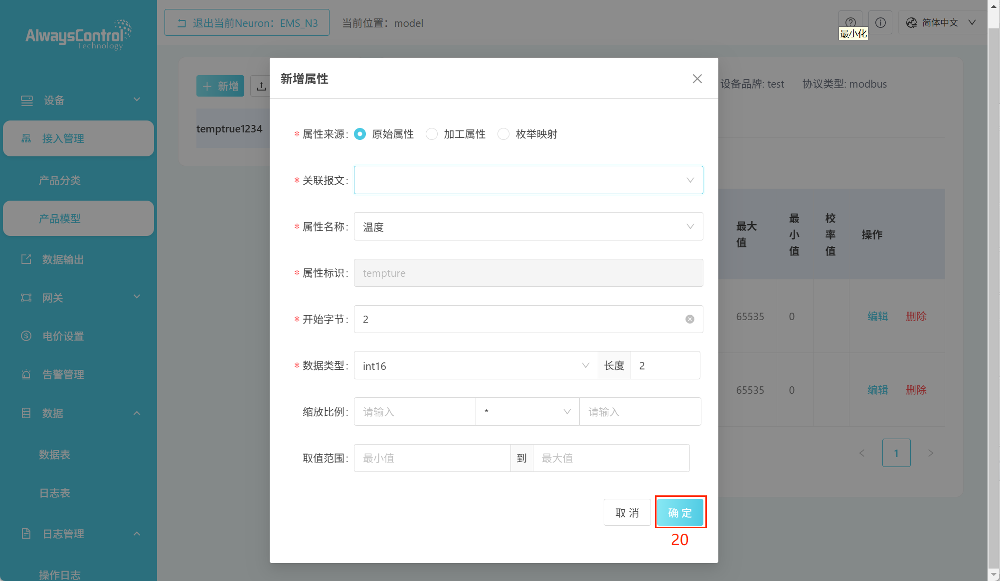 AlwaysControl
Technology
退出当前Neuron：EMS_N3
当前位置：model
最小化
简体中文
设备
接入管理
产品分类
产品模型
数据输出
网关
电价设置
告警管理
数据
数据表
日志表
日志管理
操作日志
新增
temptrue1234
设备品牌: test
协议类型: modbus
最大值
最小值
校率值
操作
65535
0
编辑
删除
65535
0
编辑
删除
1
新增属性
* 属性来源: 原始属性 加工属性 枚举映射
* 关联报文:
* 属性名称: 温度
* 属性标识: tempture
* 开始字节: 2
* 数据类型: int16 长度 2
缩放比例: 请输入 * 请输入
取值范围: 最小值 到 最大值
取 消
确 定
20